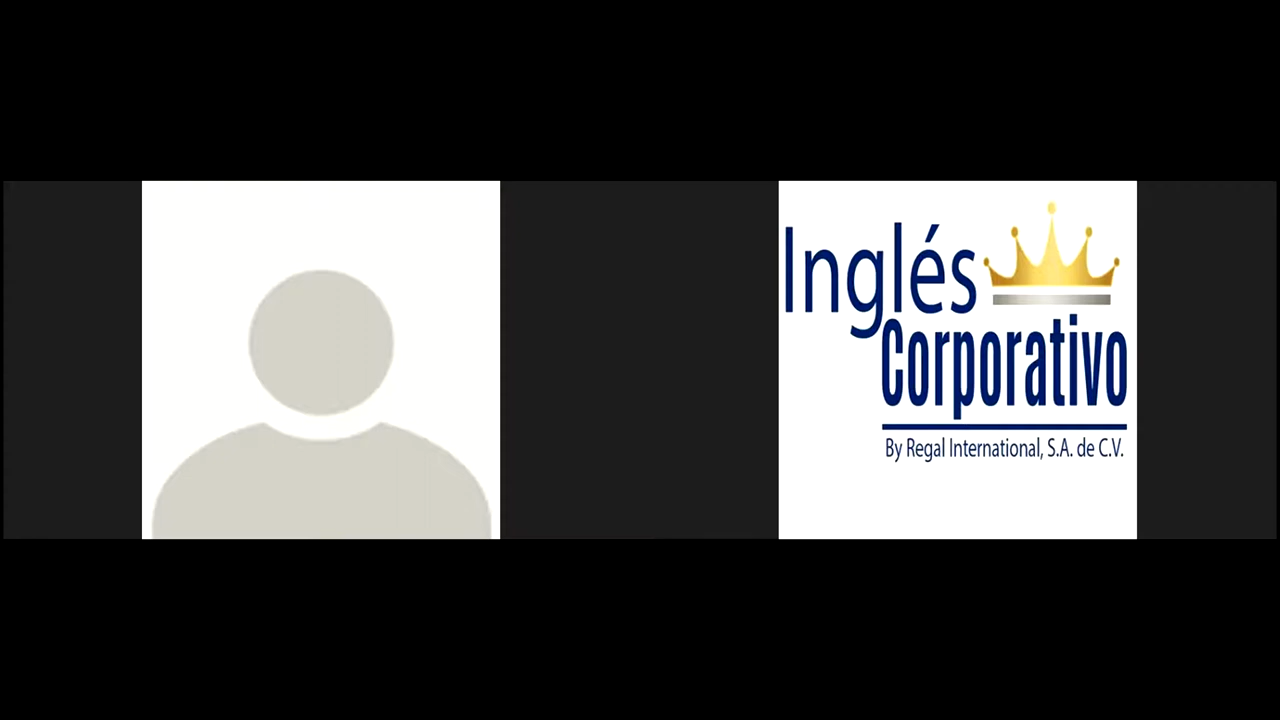 Inglés
Corporativo
By Regal International, S.A. de C.V.